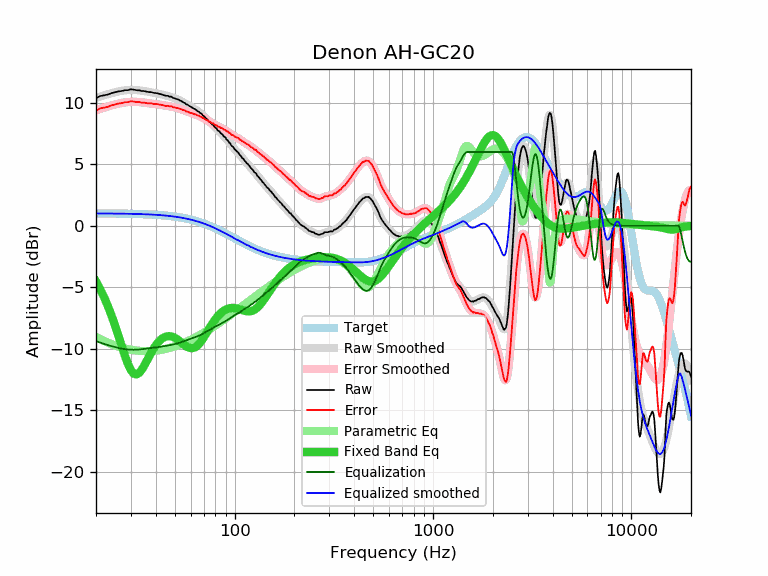 Denon AH-GC20
Amplitude (dBr)
10
5
0
−5
−10
−15
−20
Target
Raw Smoothed
Error Smoothed
Raw
Error
Parametric Eq
Fixed Band Eq
Equalization
Equalized smoothed
100
1000
10000
Frequency (Hz)